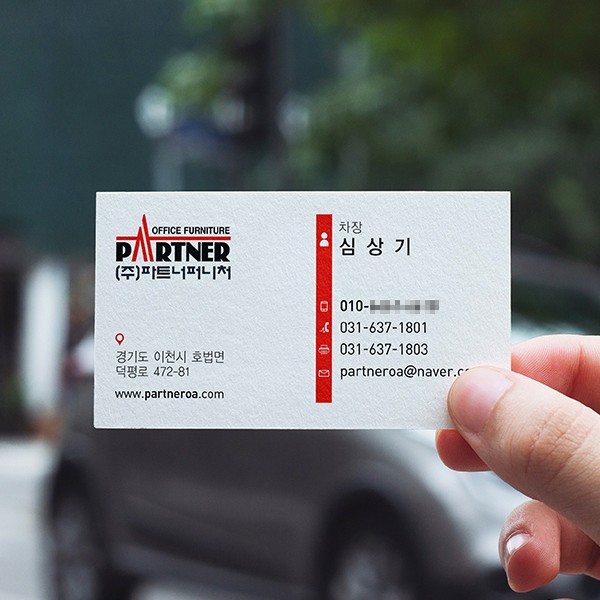 OFFICE FURNITURE
PARTNER
(주)파트너퍼니처
경기도 이천시 호법면
덕평로 472-81
www.partneroa.com
차장
심상기
010-
031-637-1801
031-637-1803
partneroa@naver.